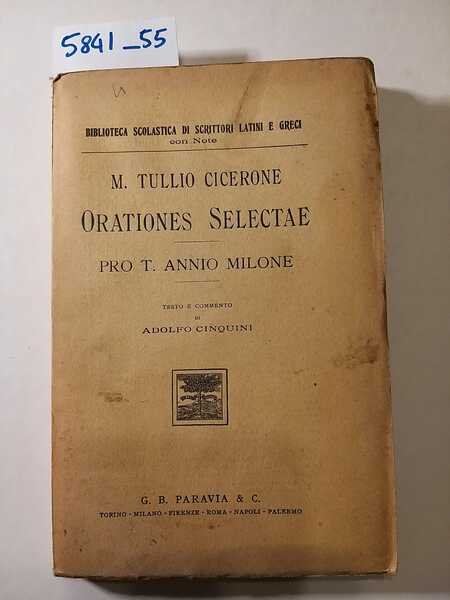 5841_55
BIBLIOTECA SCOLASTICA DI SCRITTORI LATINI E GRECI
con Note
M. TULLIO CICERONE
ORATIONES SELECTAE
PRO T. ANNIO MILONE
TESTO E COMMENTO
DI
ADOLFO CINQUINI
G. B. PARAVIA & C.
TORINO - MILANO - FIRENZE - ROMA - NAPOLI - PALERMO